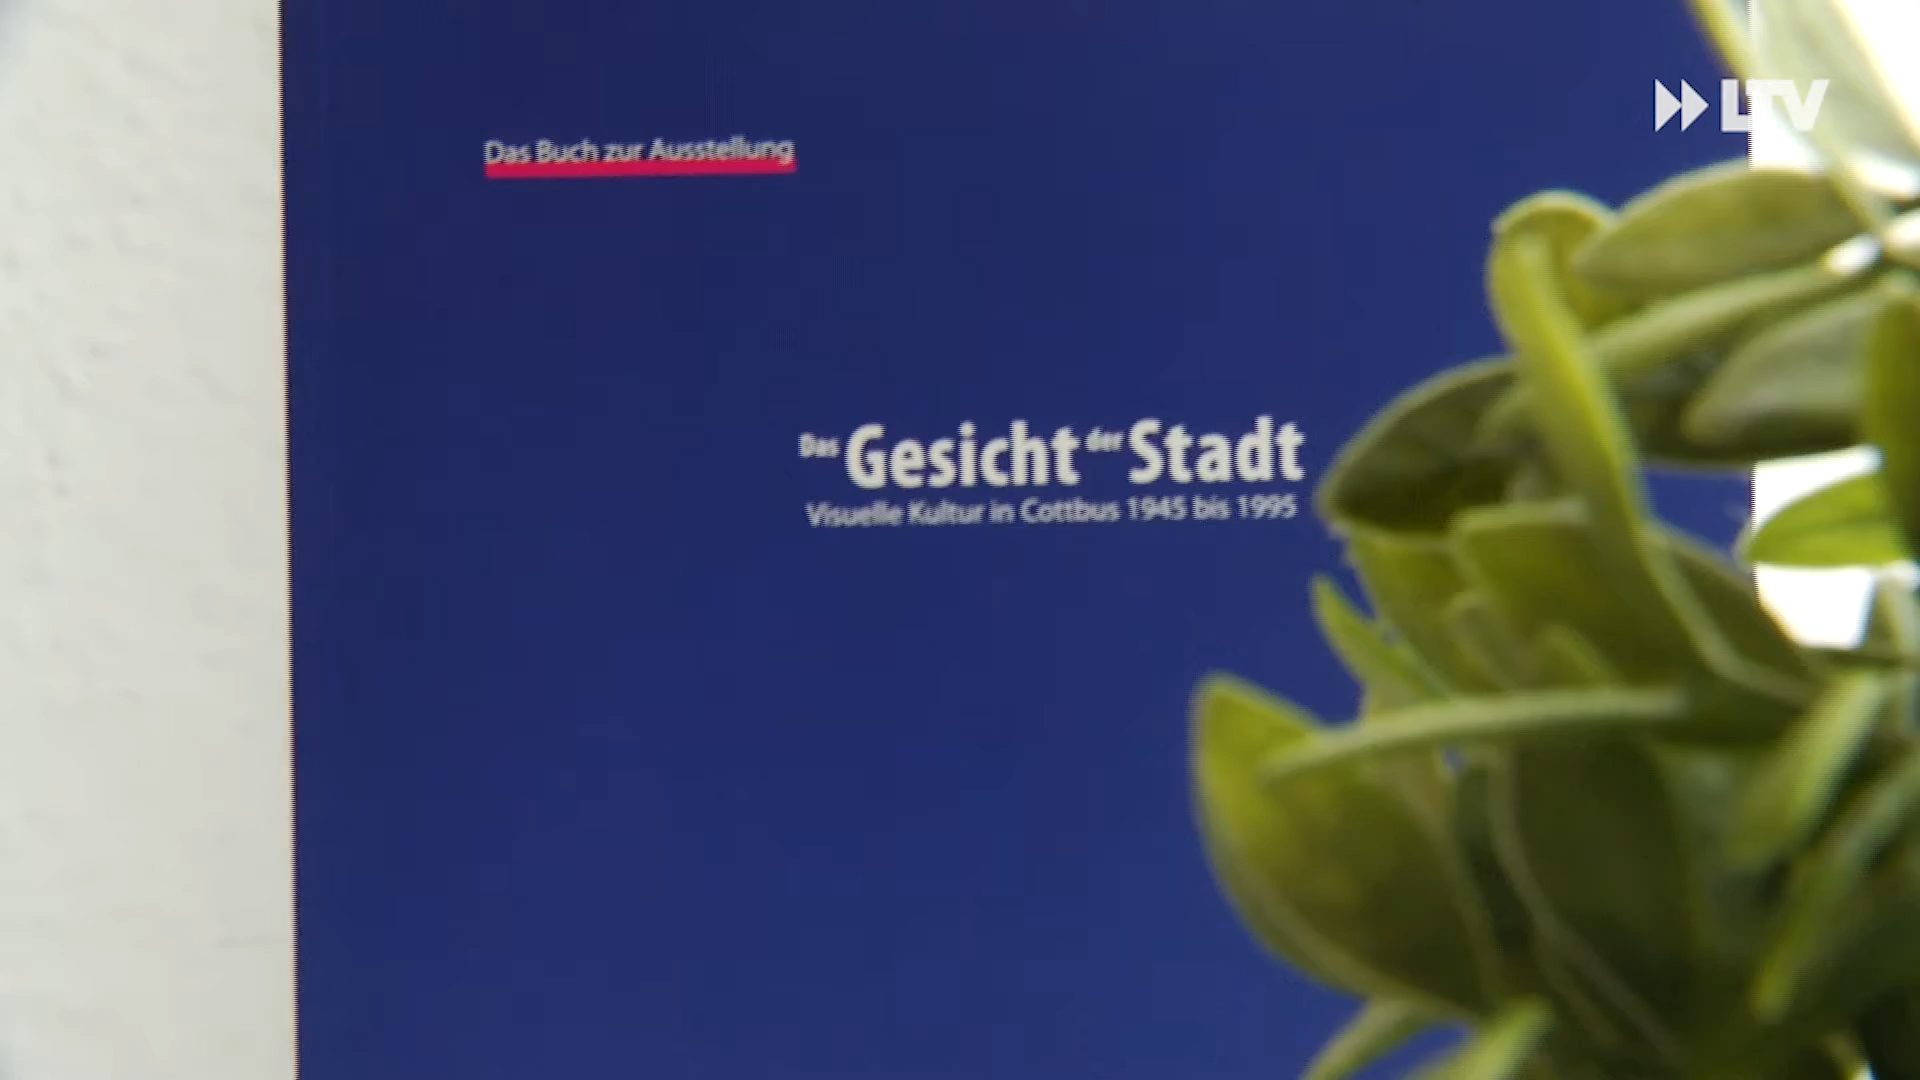 LTV
Das Buch zur Ausstellung
Das Gesicht der Stadt
Visuelle Kultur in Cottbus 1945 bis 1995